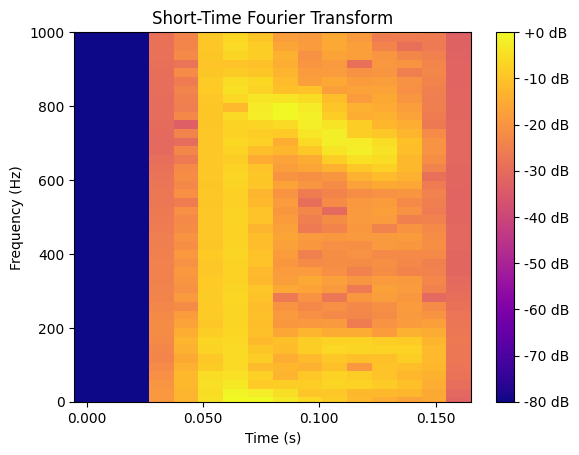 Short-Time Fourier Transform
Frequency (Hz)
1000
800
600
400
200
0
0.000
0.050
0.100
0.150
Time (s)
+0 dB
-10 dB
-20 dB
-30 dB
-40 dB
-50 dB
-60 dB
-70 dB
-80 dB